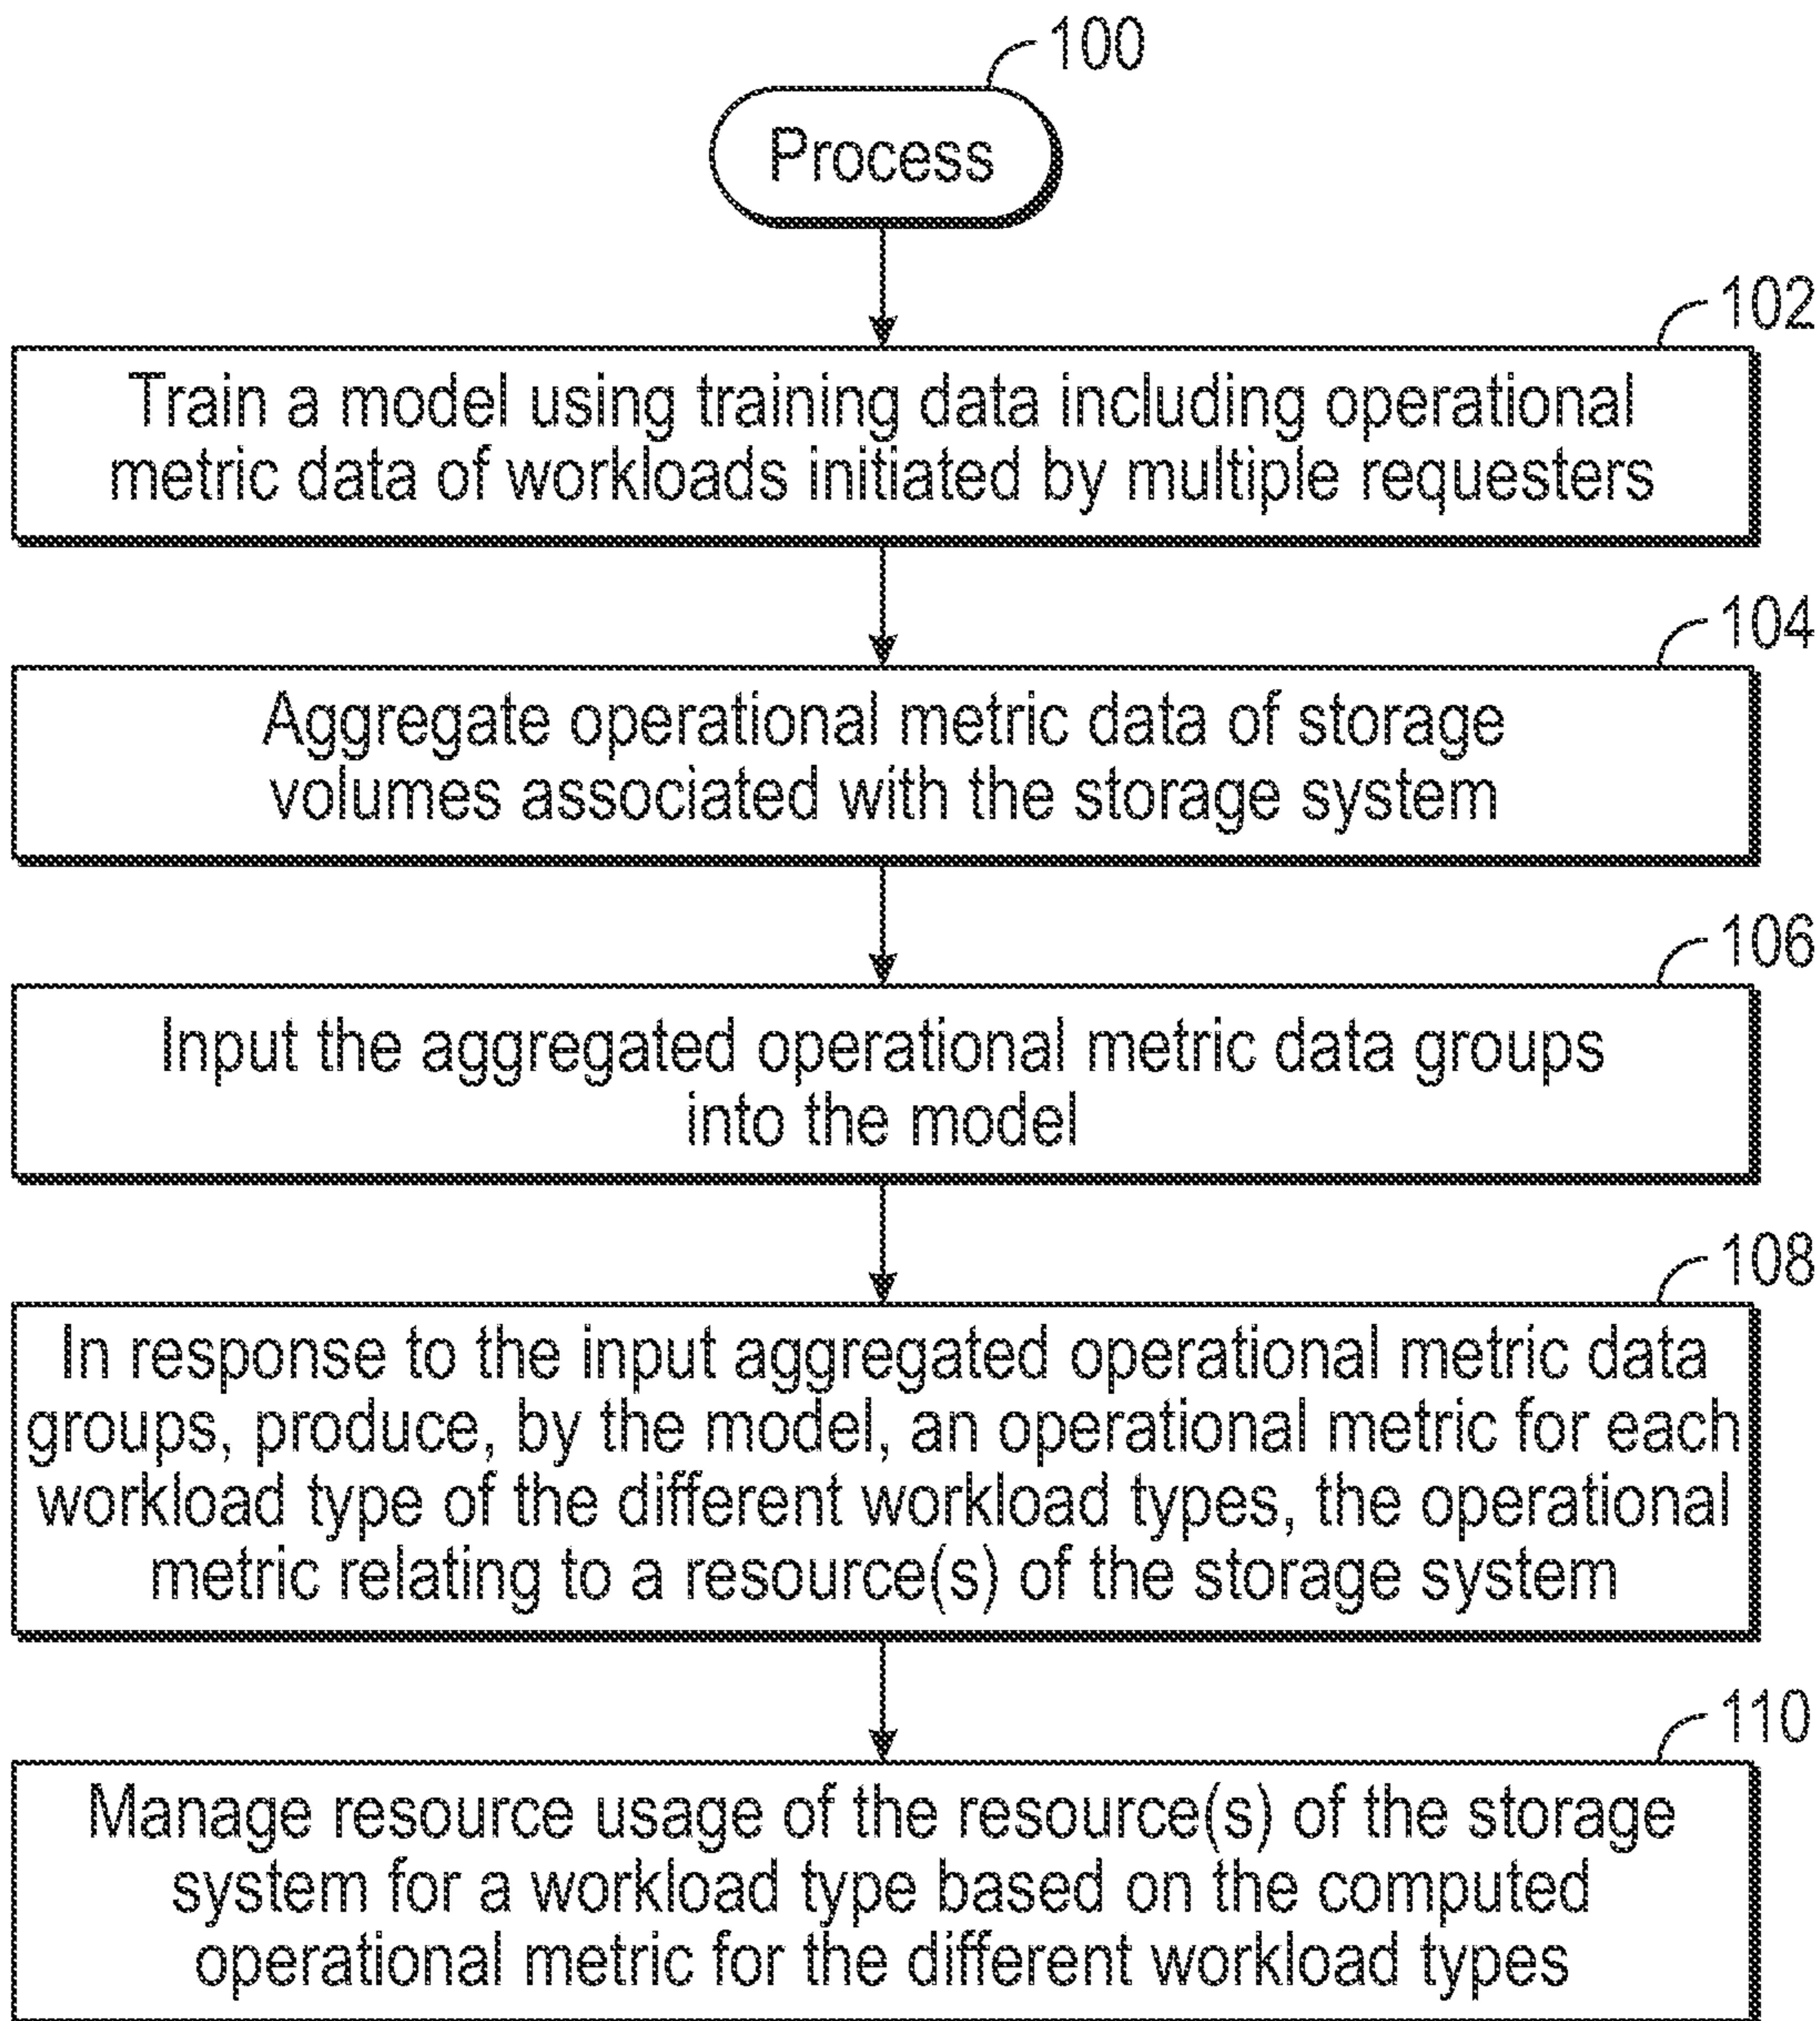 100
Process
102
Train a model using training data including operational
metric data of workloads initiated by multiple requesters
104
Aggregate operational metric data of storage
volumes associated with the storage system
106
Input the aggregated operational metric data groups
into the model
108
In response to the input aggregated operational metric data
groups, produce, by the model, an operational metric for each
workload type of the different workload types, the operational
metric relating to a resource(s) of the storage system
110
Manage resource usage of the resource(s) of the storage
system for a workload type based on the computed
operational metric for the different workload types